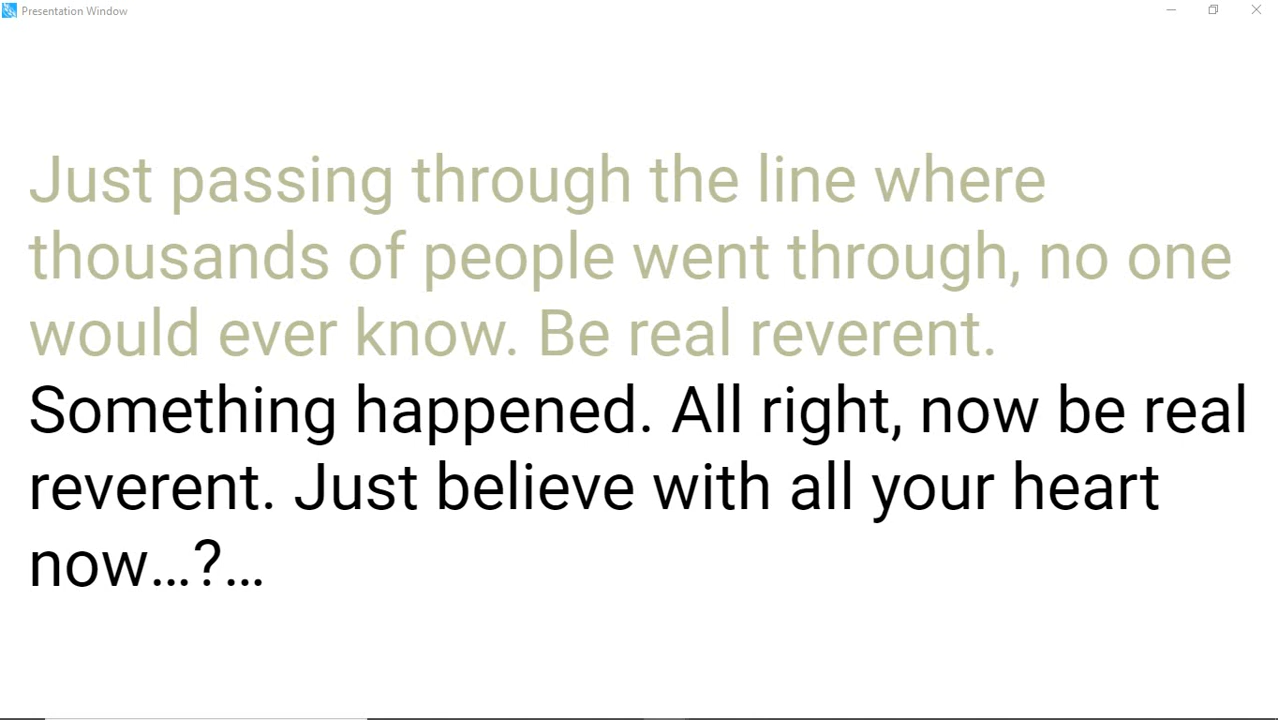 Presentation Window
Just passing through the line where
thousands of people went through, no one
would ever know. Be real reverent.
Something happened. All right, now be real
reverent. Just believe with all your heart
now…?…